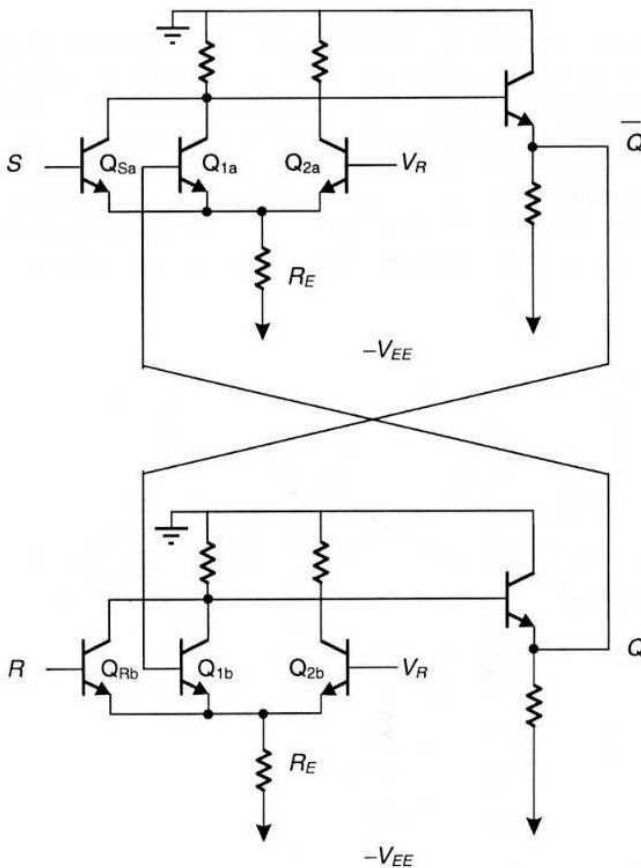 Q̅
S Q_Sa Q_1a Q_2a V_R
R_E
–V_EE
Q
R Q_Rb Q_1b Q_2b V_R
R_E
–V_EE